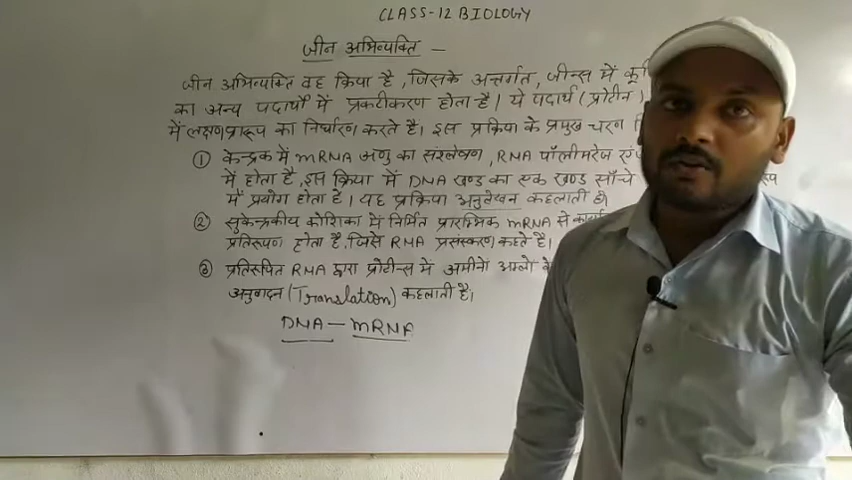 CLASS-12 BIOLOGY
जीन अभिव्यक्ति -
जीन अभिव्यक्ति वह क्रिया है, जिसके अन्तर्गत, जीन्स में
का अन्य पदार्थों में प्रकटीकरण होता है। ये पदार्थ (प्रोटीन)
में लक्षणप्रारूप का निर्धारण करते है। इस प्रक्रिया के प्रमुख चरण
① केन्द्रक में mRNA अणु का संश्लेषण, RNA पॉलीमरेज
में होता है, इस क्रिया में DNA खण्ड का एक खण्ड साँचे
में प्रयोग होता है। यह प्रक्रिया अनुलेखन कहलाती है।
② सुकेन्द्रकीय कोशिका में निर्मित प्रारम्भिक mRNA से
प्रतिरूपण होता है, जिसे RNA प्रसंस्करण कहते है।
③ प्रतिरूपित RNA द्वारा प्रोटीन्स में अमीनो अम्लो
अनुवादन (Translation) कहलाती है।
DNA - mRNA